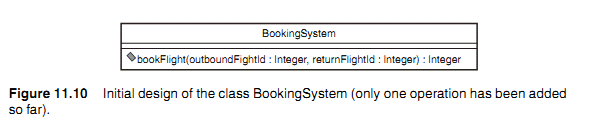 BookingSystem
bookFlight(outboundFightId : Integer, returnFlightId : Integer) : Integer
Figure 11.10 Initial design of the class BookingSystem (only one operation has been added
so far).